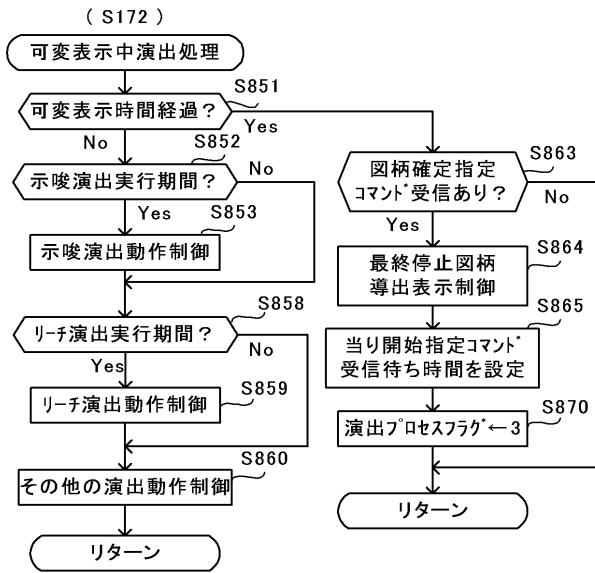 ( S172 )
可変表示中演出処理
S851
可変表示時間経過?
No
Yes
S852
示唆演出実行期間?
No
Yes
S853
示唆演出動作制御
S858
ﾘｰﾁ演出実行期間?
No
Yes
S859
ﾘｰﾁ演出動作制御
S860
その他の演出動作制御
リターン
S863
図柄確定指定
ｺﾏﾝﾄﾞ受信あり?
No
Yes
S864
最終停止図柄
導出表示制御
S865
当り開始指定ｺﾏﾝﾄﾞ
受信待ち時間を設定
S870
演出ﾌﾟﾛｾｽﾌﾗｸﾞ←3
リターン